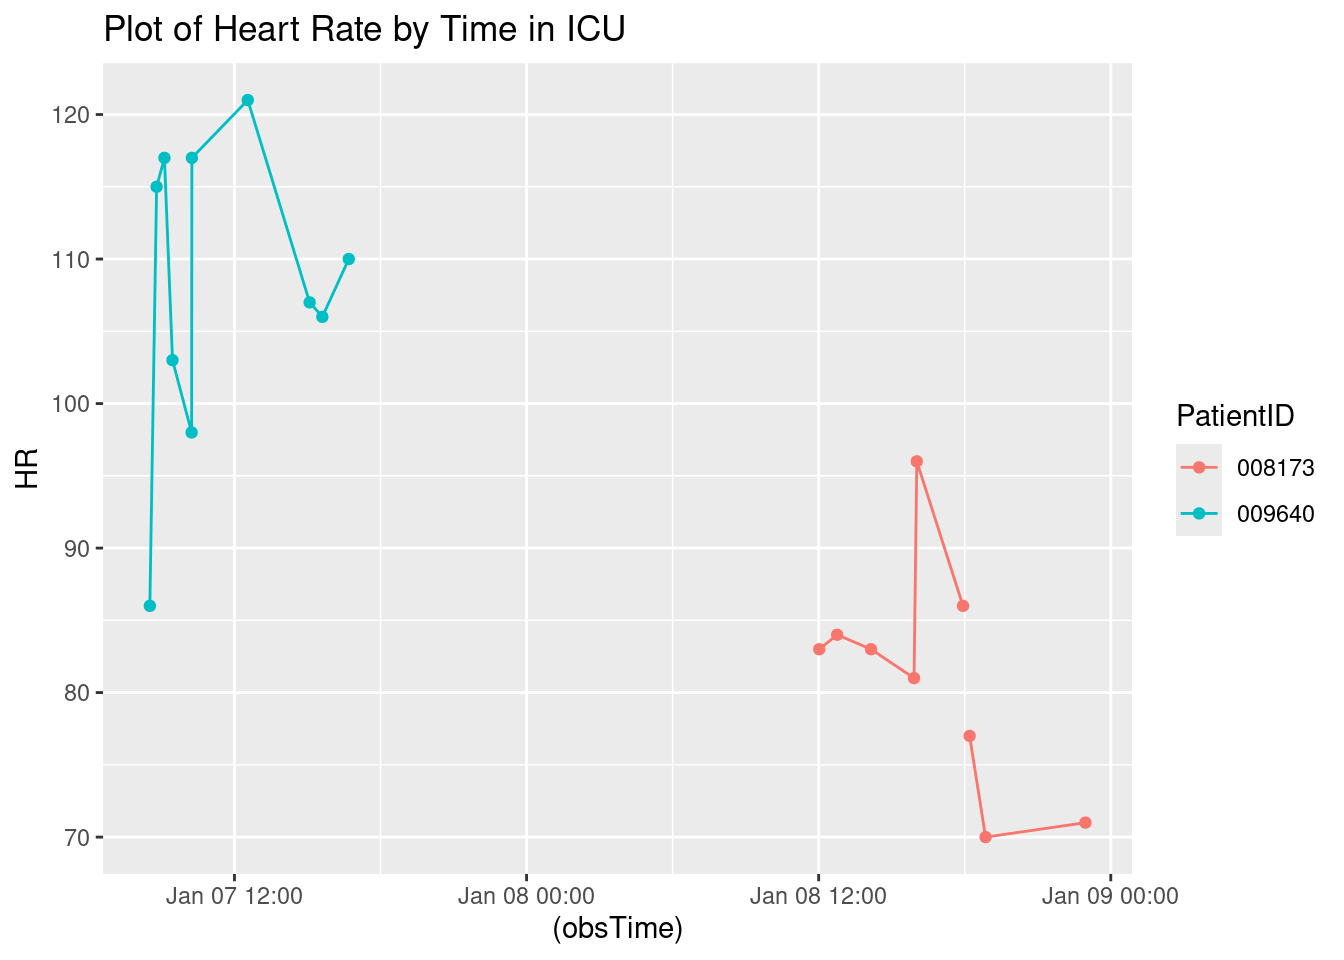 Plot of Heart Rate by Time in ICU
120
110
100
90
80
70
HR
Jan 07 12:00
Jan 08 00:00
Jan 08 12:00
Jan 09 00:00
(obsTime)
PatientID
008173
009640